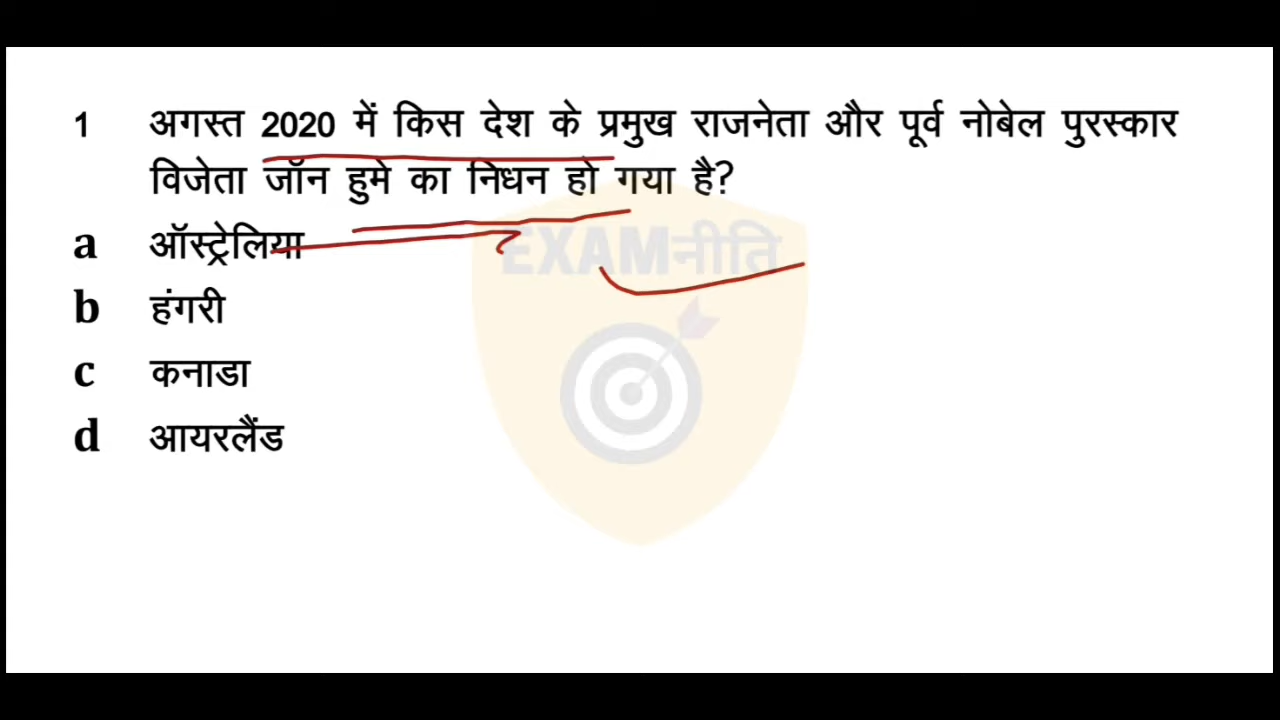 1 अगस्त 2020 में किस देश के प्रमुख राजनेता और पूर्व नोबेल पुरस्कार
विजेता जॉन हुमे का निधन हो गया है?
a ऑस्ट्रेलिया
EXAMनीति
b हंगरी
c कनाडा
d आयरलैंड